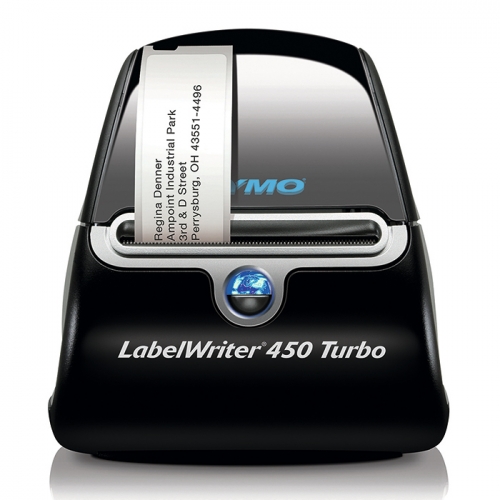 Regina Denner
Ampoint Industrial Park
3rd & D Street
Perrysburg, OH 43551-4496
YMO
LabelWriter® 450 Turbo